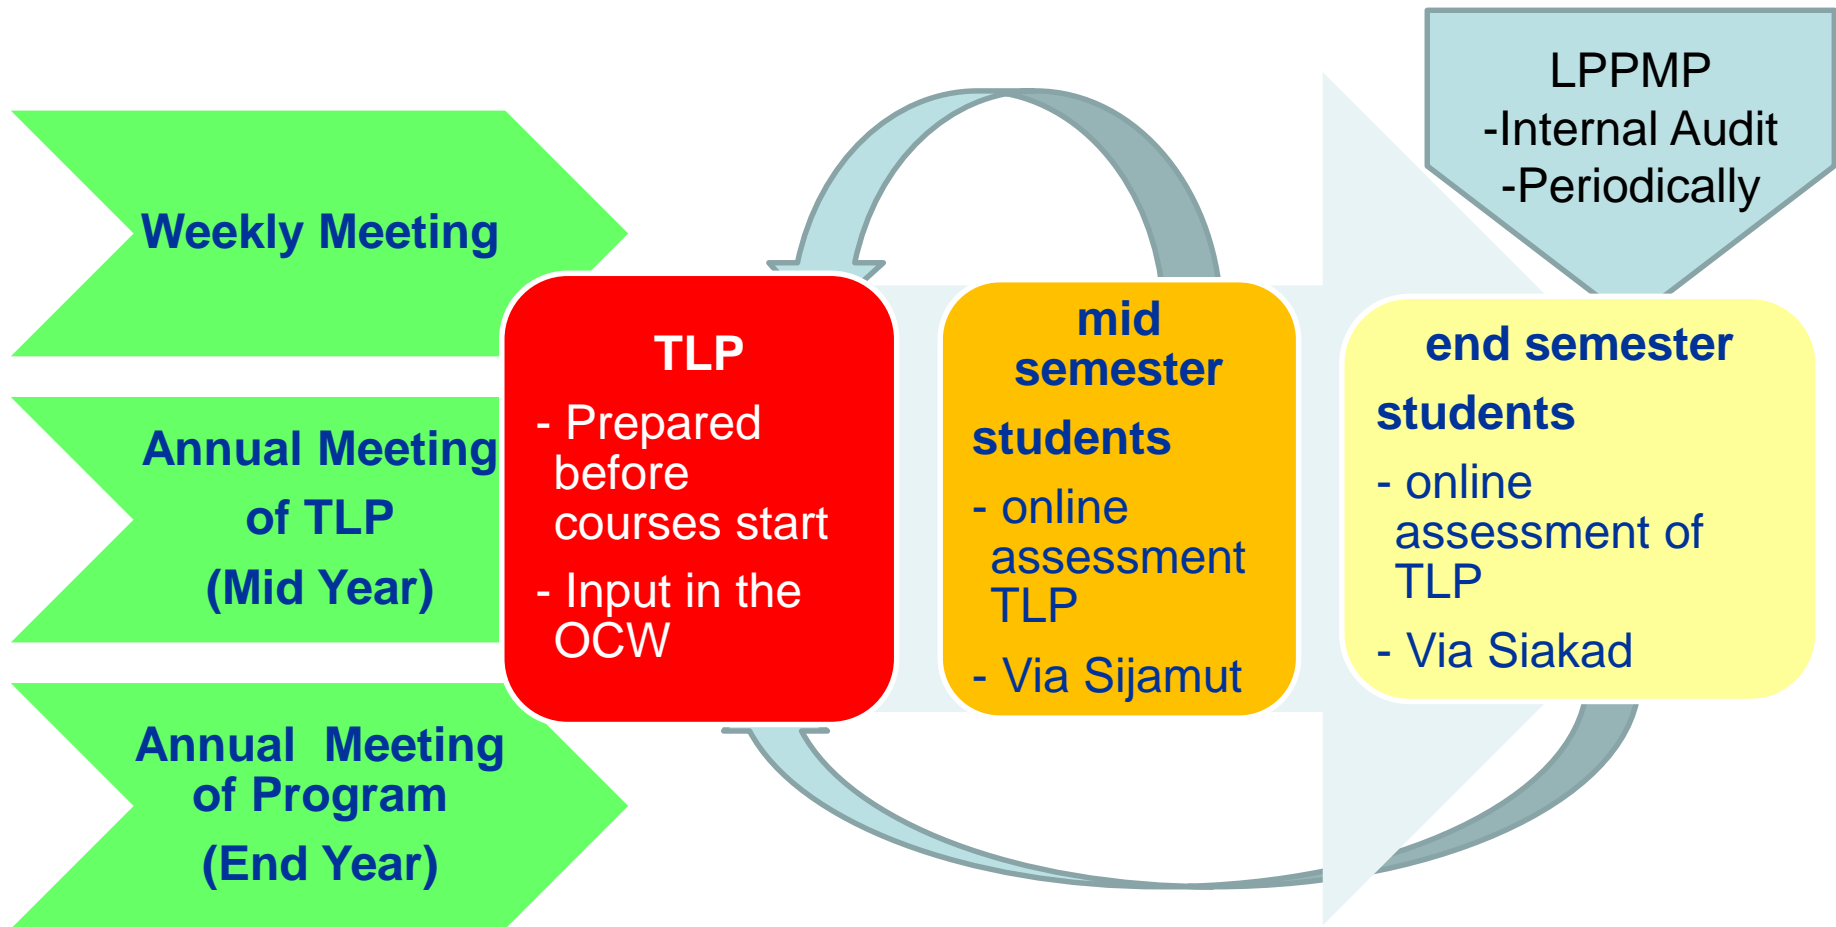 Weekly Meeting
Annual Meeting
of TLP
(Mid Year)
Annual Meeting
of Program
(End Year)
TLP
- Prepared
before
courses start
- Input in the
OCW
mid
semester
students
- online
assessment
TLP
- Via Sijamut
LPPMP
-Internal Audit
-Periodically
end semester
students
- online
assessment of
TLP
- Via Siakad